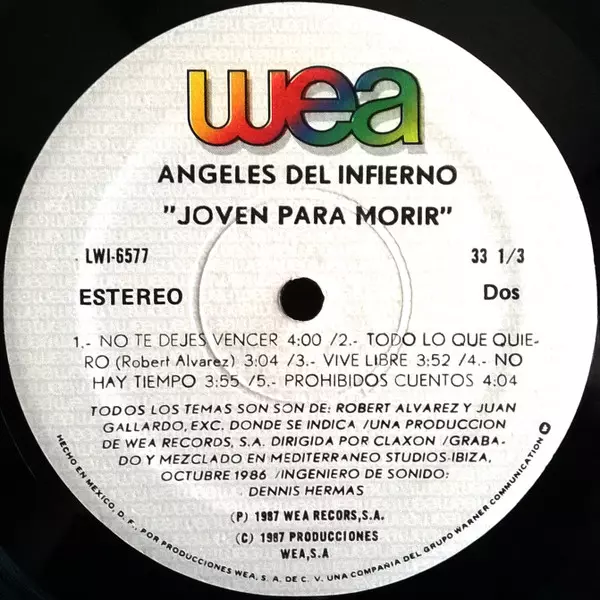 wea
ANGELES DEL INFIERNO
"JOVEN PARA MORIR"
LWI-6577 33 1/3
ESTEREO Dos
1.- NO TE DEJES VENCER 4:00 /2.- TODO LO QUE QUIE-
RO (Robert Alvarez) 3:04 /3.- VIVE LIBRE 3:52 /4.- NO
HAY TIEMPO 3:55 /5.- PROHIBIDOS CUENTOS 4:04
TODOS LOS TEMAS SON SON DE: ROBERT ALVAREZ Y JUAN
GALLARDO, EXC. DONDE SE INDICA /UNA PRODUCCION
DE WEA RECORDS, S.A. DIRIGIDA POR CLAXON /GRABA-
DO Y MEZCLADO EN MEDITERRANEO STUDIOS-IBIZA,
OCTUBRE 1986 /INGENIERO DE SONIDO:
DENNIS HERMAS
(P) 1987 WEA RECORS,S.A.
(C) 1987 PRODUCCIONES
WEA,S.A
HECHO EN MEXICO, D. F., POR PRODUCCIONES WEA, S. A. DE C. V. UNA COMPAÑIA DEL GRUPO WARNER COMMUNICATION